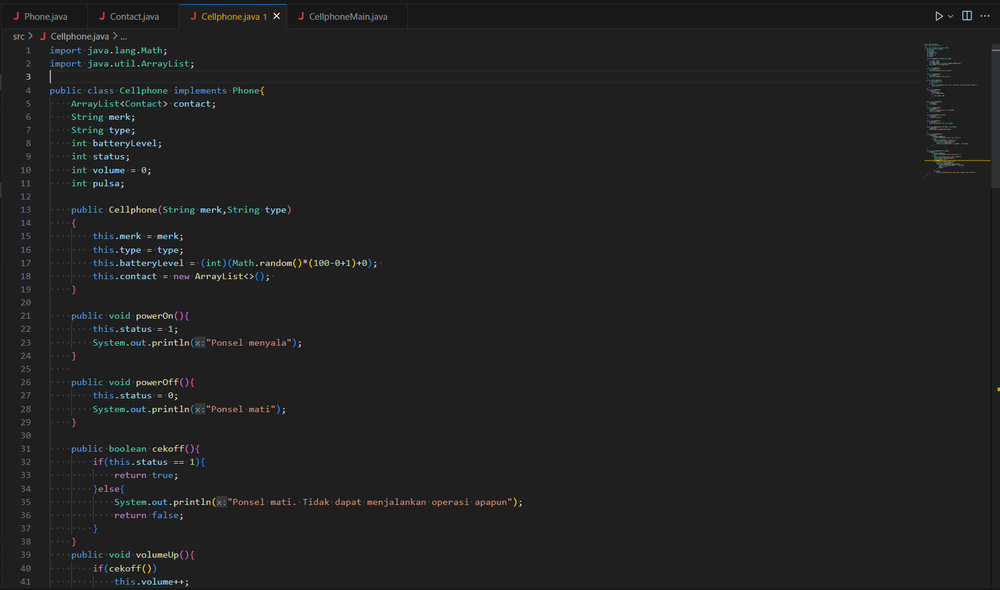 Phone.java
Contact.java
Cellphone.java 1
CellphoneMain.java
src > Cellphone.java > ...
1 import java.lang.Math;
2 import java.util.ArrayList;
3
4 public class Cellphone implements Phone{
5 ArrayList<Contact> contact;
6 String merk;
7 String type;
8 int batteryLevel;
9 int status;
10 int volume = 0;
11 int pulsa;
12
13 public Cellphone(String merk,String type)
14 {
15 this.merk = merk;
16 this.type = type;
17 this.batteryLevel = (int)(Math.random()*(100-0+1)+0);
18 this.contact = new ArrayList<>();
19 }
20
21 public void powerOn(){
22 this.status = 1;
23 System.out.println(x:"Ponsel menyala");
24 }
25
26 public void powerOff(){
27 this.status = 0;
28 System.out.println(x:"Ponsel mati");
29 }
30
31 public boolean cekoff(){
32 if(this.status == 1){
33 return true;
34 }else{
35 System.out.println(x:"Ponsel mati. Tidak dapat menjalankan operasi apapun");
36 return false;
37 }
38 }
39 public void volumeUp(){
40 if(cekoff())
41 this.volume++;